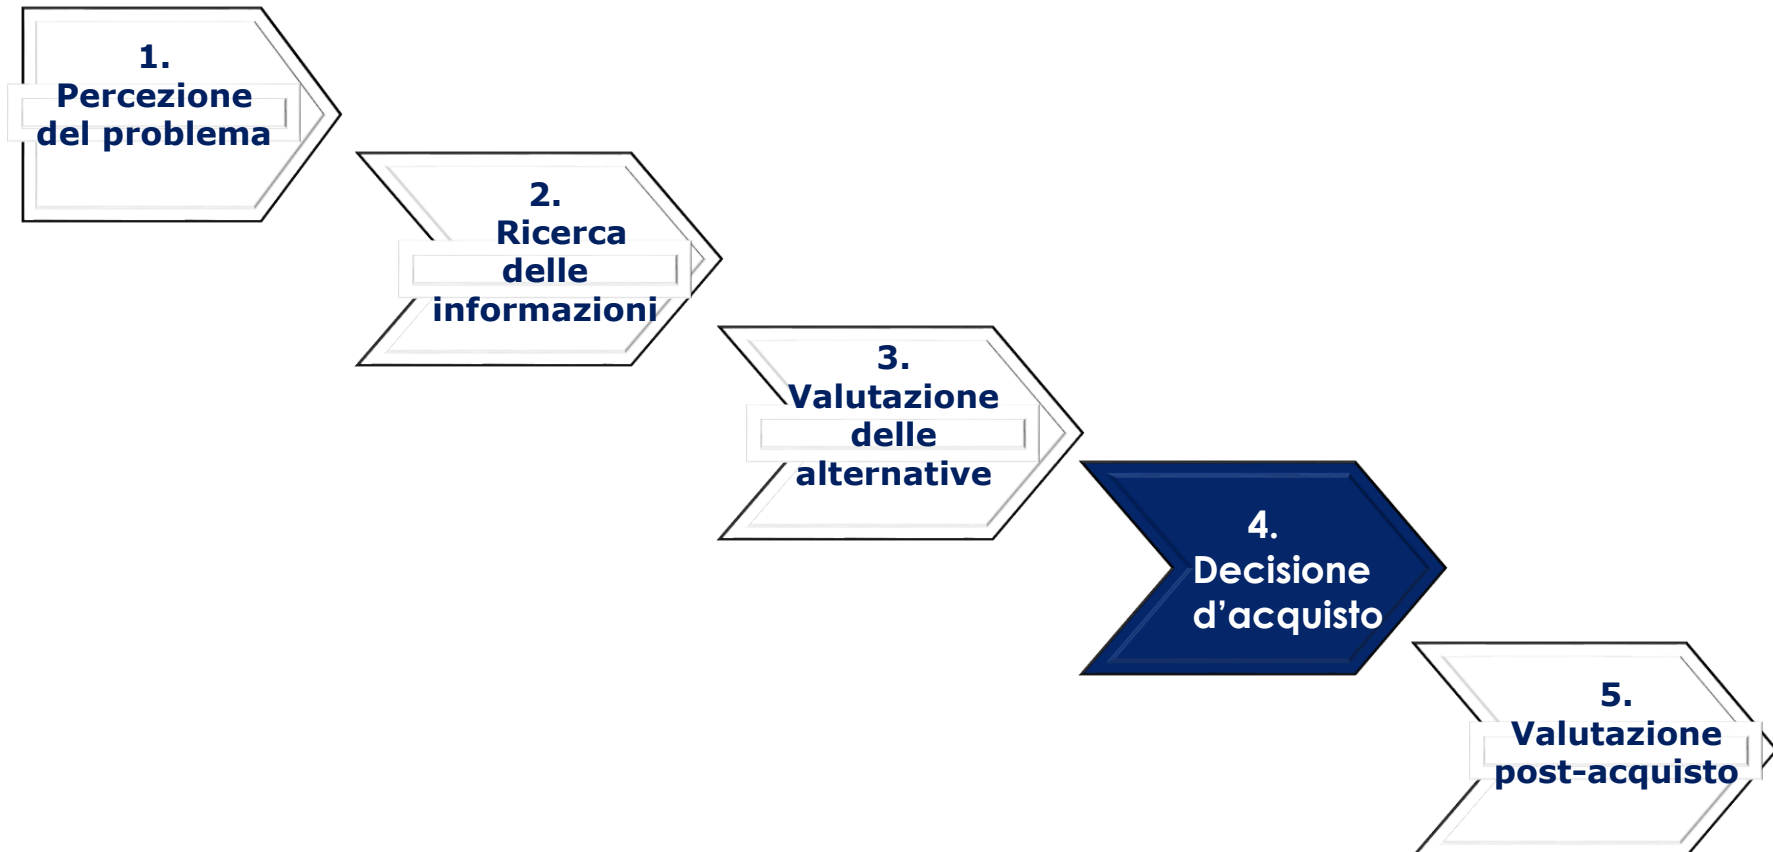 1.
Percezione
del problema
2.
Ricerca
delle
informazioni
3.
Valutazione
delle
alternative
4.
Decisione
d’acquisto
5.
Valutazione
post-acquisto